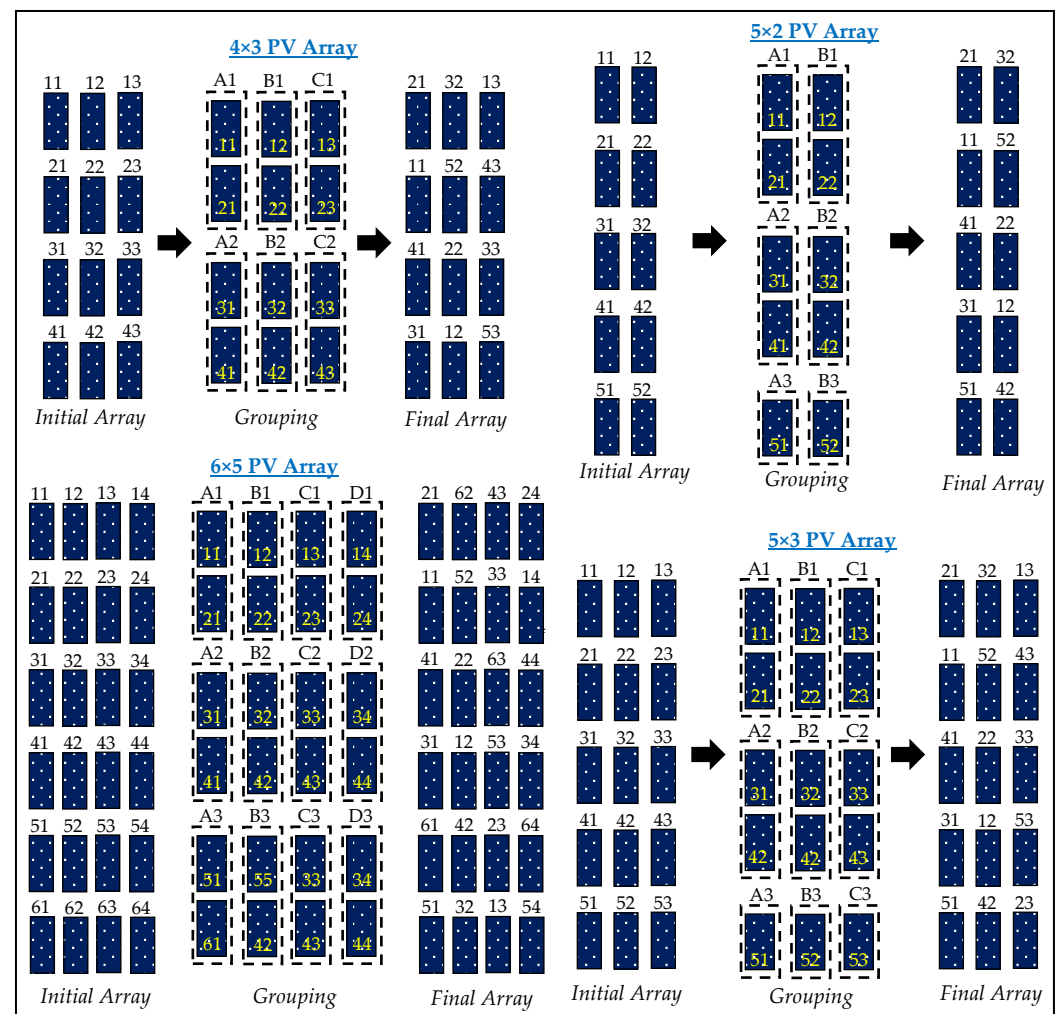 4×3 PV Array
11 12 13
21 22 23
31 32 33
41 42 43
Initial Array
A1 B1 C1
11 12 13
21 22 23
A2 B2 C2
31 32 33
41 42 43
Grouping
21 32 13
11 52 43
41 22 33
31 12 53
Final Array
5×2 PV Array
11 12
21 22
31 32
41 42
51 52
Initial Array
A1 B1
11 12
21 22
A2 B2
31 32
41 42
A3 B3
51 52
Grouping
21 32
11 52
41 22
31 12
51 42
Final Array
6×5 PV Array
11 12 13 14
21 22 23 24
31 32 33 34
41 42 43 44
51 52 53 54
61 62 63 64
Initial Array
A1 B1 C1 D1
11 12 13 14
21 22 23 24
A2 B2 C2 D2
31 32 33 34
41 42 43 44
A3 B3 C3 D3
51 55 33 34
61 42 43 44
Grouping
21 62 43 24
11 52 33 14
41 22 63 44
31 12 53 34
61 42 23 64
51 32 13 54
Final Array
5×3 PV Array
11 12 13
21 22 23
31 32 33
41 42 43
51 52 53
Initial Array
A1 B1 C1
11 12 13
21 22 23
A2 B2 C2
31 32 33
42 42 43
A3 B3 C3
51 52 53
Grouping
21 32 13
11 52 43
41 22 33
31 12 53
51 42 23
Final Array